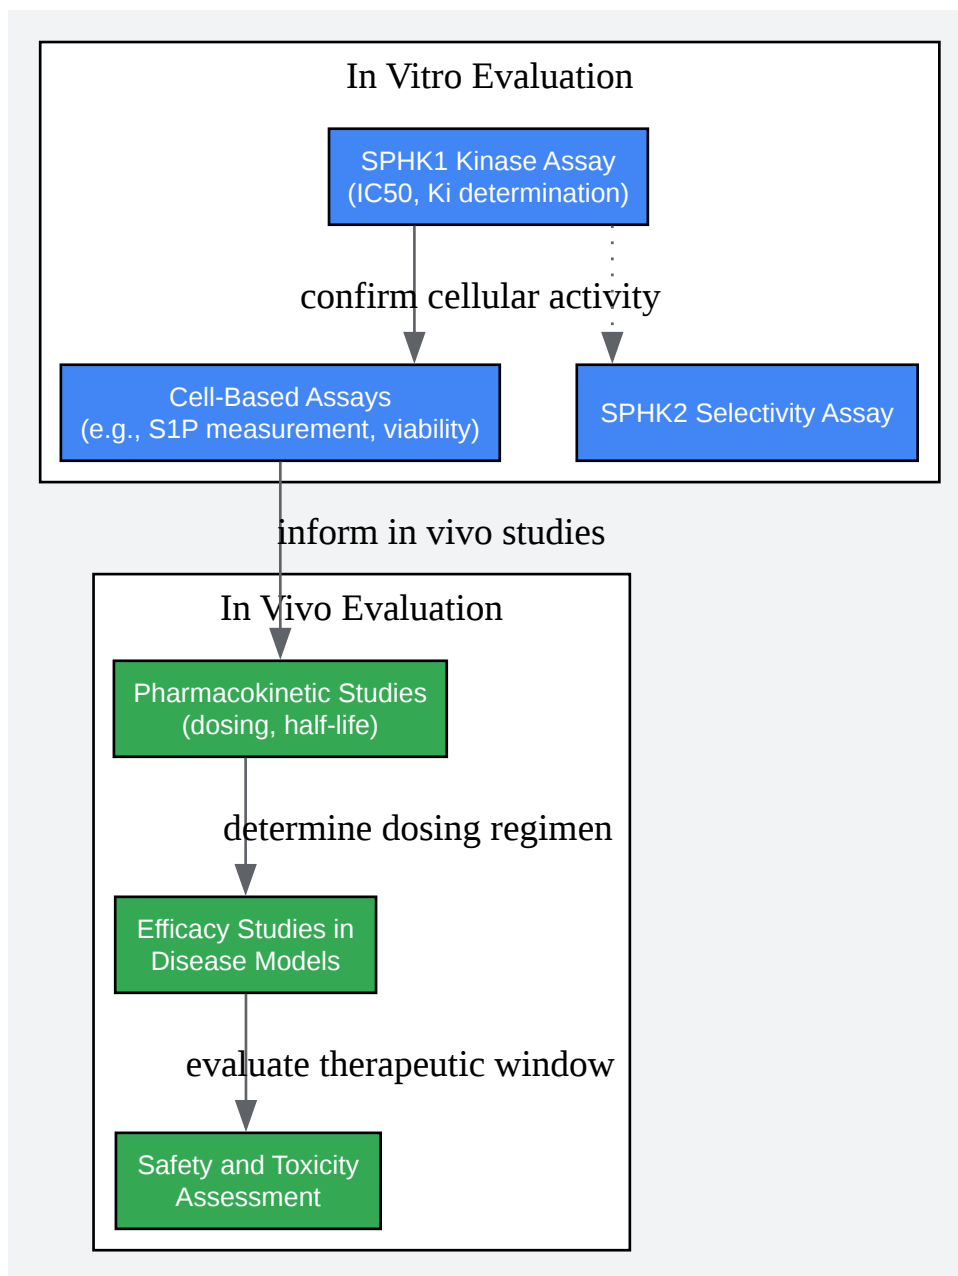 In Vitro Evaluation
SPHK1 Kinase Assay
(IC50, Ki determination)
confirm cellular activity
Cell-Based Assays
(e.g., S1P measurement, viability)
SPHK2 Selectivity Assay
inform in vivo studies
In Vivo Evaluation
Pharmacokinetic Studies
(dosing, half-life)
determine dosing regimen
Efficacy Studies in
Disease Models
evaluate therapeutic window
Safety and Toxicity
Assessment